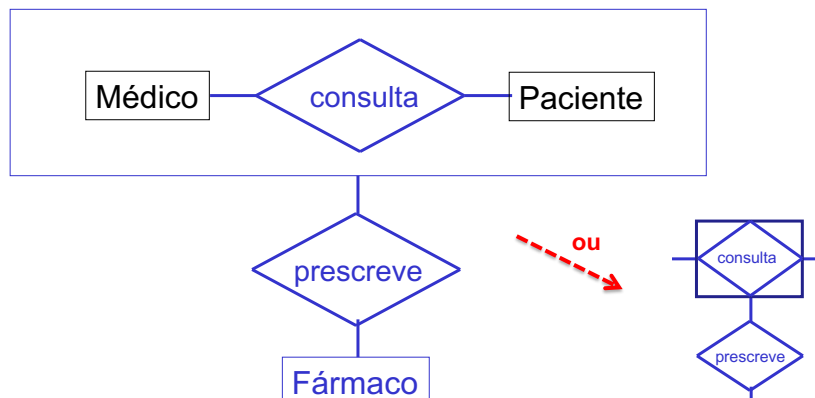 Médico
consulta
Paciente
prescreve
Fármaco
ou
consulta
prescreve